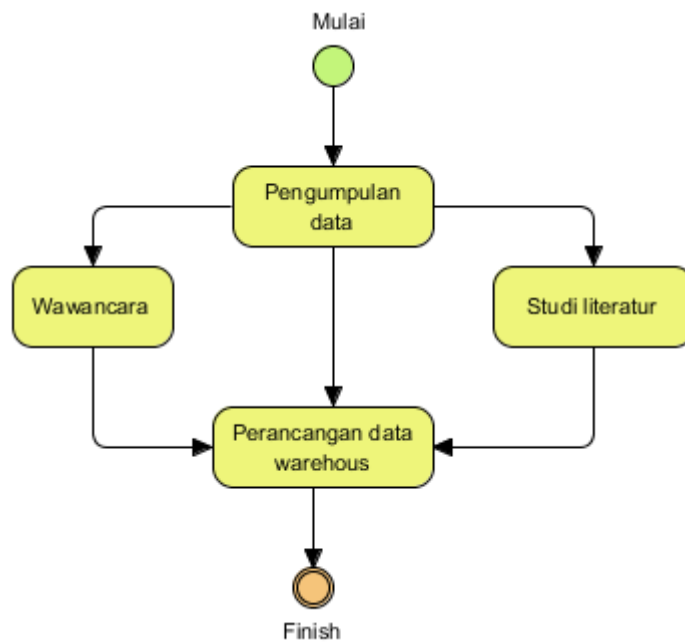 Mulai
Pengumpulan
data
Wawancara
Studi literatur
Perancangan data
warehous
Finish